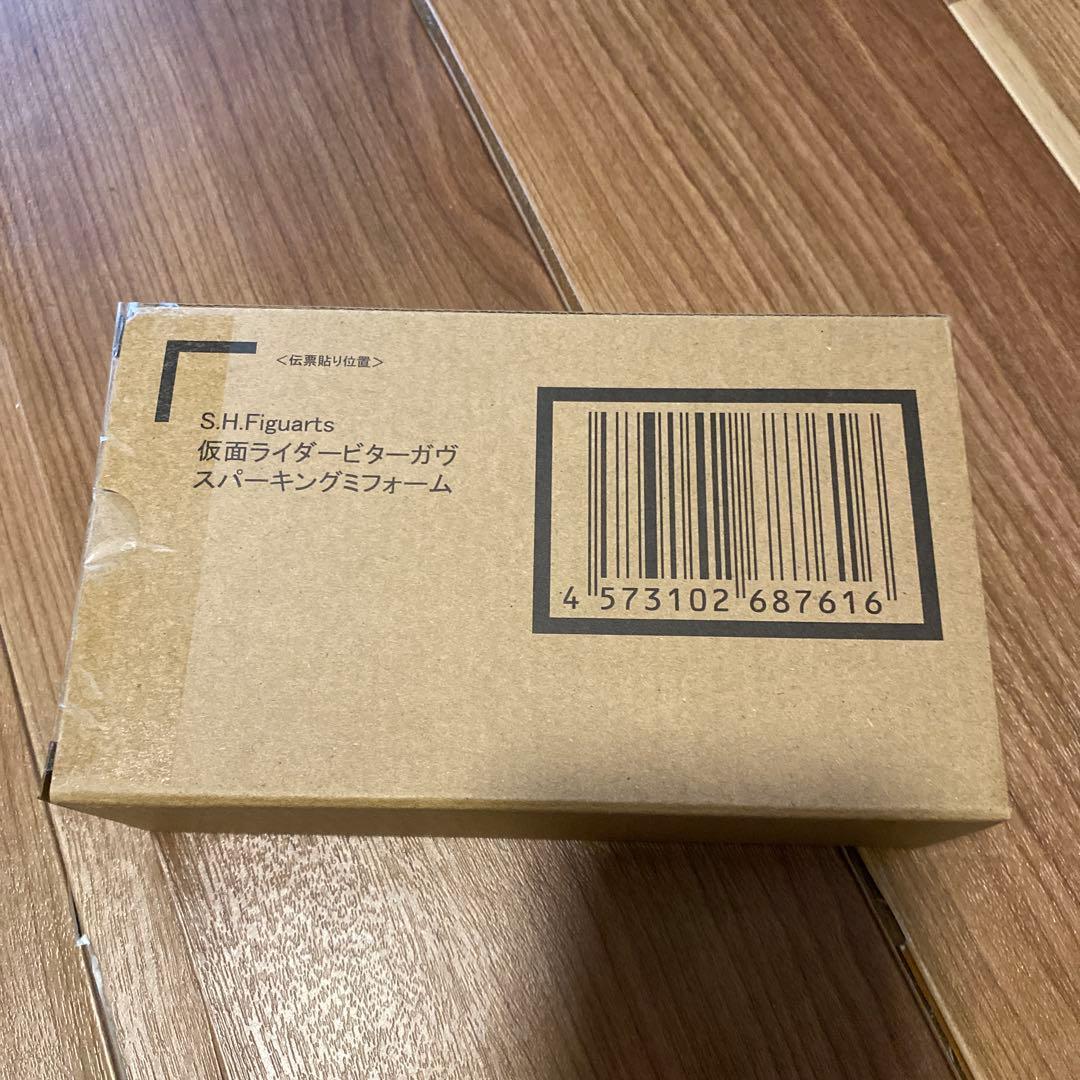 <伝票貼り位置>
S.H.Figuarts
仮面ライダービターガヴ
スパーキングミフォーム
4 573102 687616